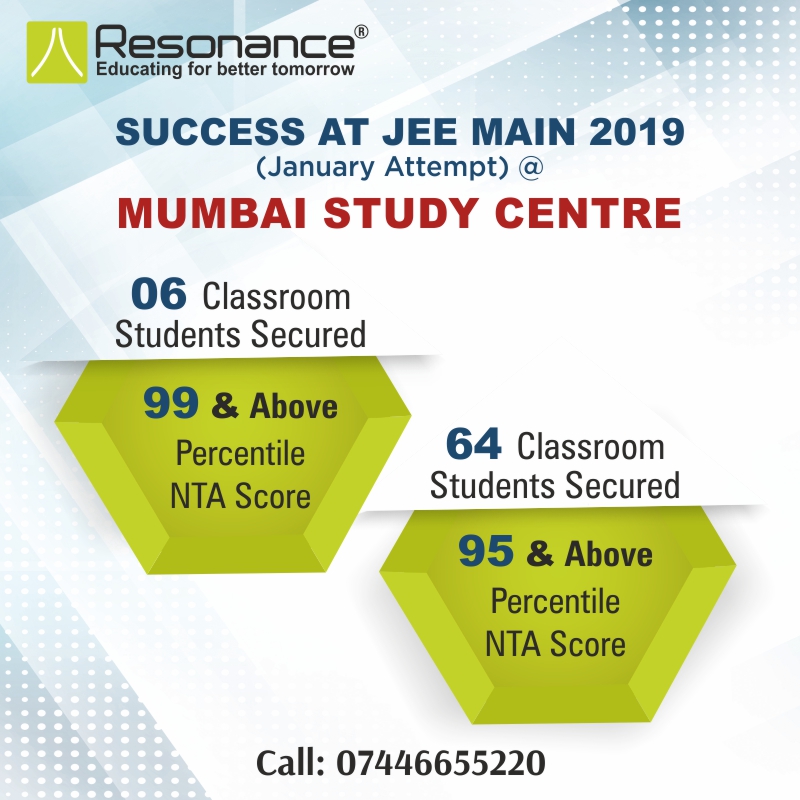 Resonance®
Educating for better tomorrow
SUCCESS AT JEE MAIN 2019
(January Attempt) @
MUMBAI STUDY CENTRE
06 Classroom
Students Secured
99 & Above
Percentile
NTA Score
64 Classroom
Students Secured
95 & Above
Percentile
NTA Score
Call: 07446655220